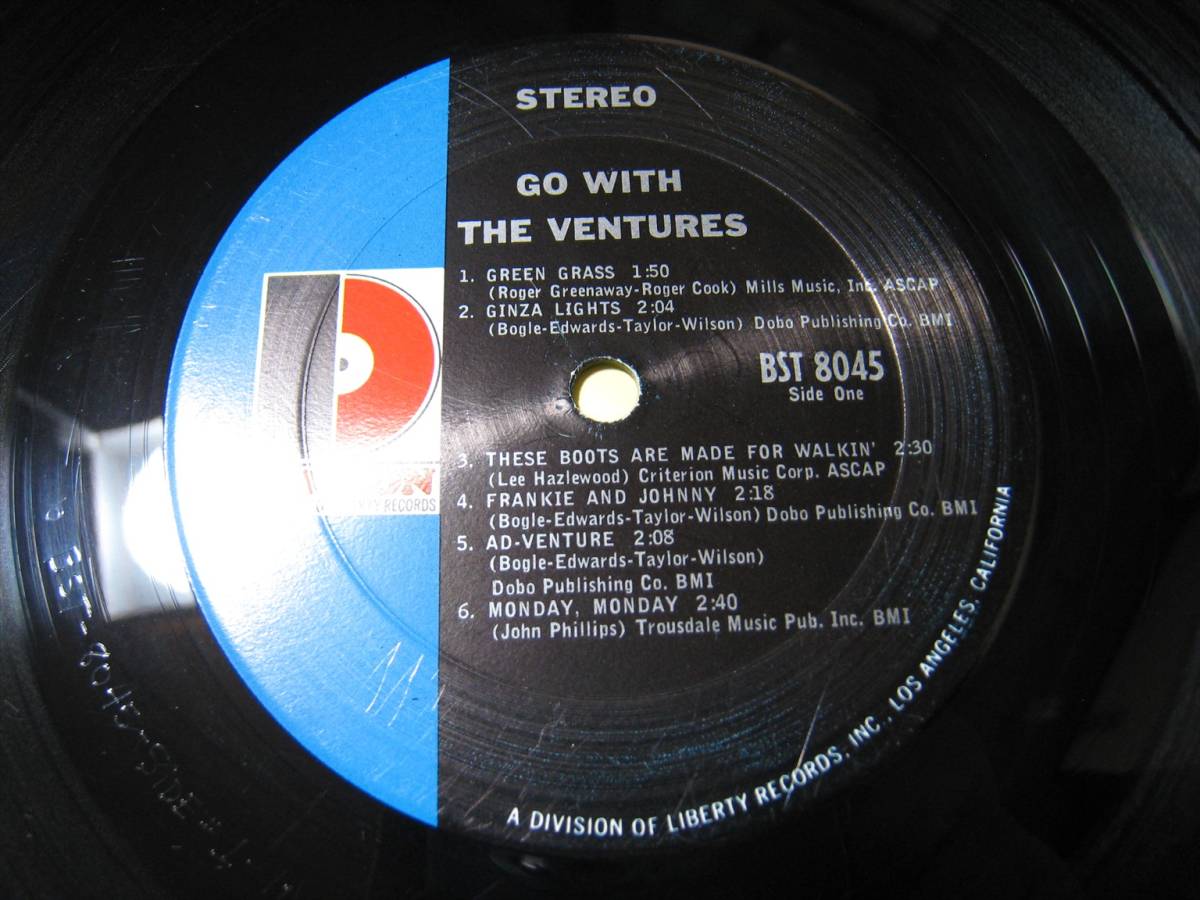 STEREO
GO WITH
THE VENTURES
1. GREEN GRASS 1:50
(Roger Greenaway-Roger Cook) Mills Music, Inc. ASCAP
2. GINZA LIGHTS 2:04
(Bogle-Edwards-Taylor-Wilson) Dobo Publishing Co. BMI
BST 8045
Side One
3. THESE BOOTS ARE MADE FOR WALKIN' 2:30
(Lee Hazlewood) Criterion Music Corp. ASCAP
4. FRANKIE AND JOHNNY 2:18
(Bogle-Edwards-Taylor-Wilson) Dobo Publishing Co. BMI
5. AD-VENTURE 2:08
(Bogle-Edwards-Taylor-Wilson)
Dobo Publishing Co. BMI
6. MONDAY, MONDAY 2:40
(John Phillips) Trousdale Music Pub. Inc. BMI
RECORDS
A DIVISION OF LIBERTY RECORDS, INC., LOS ANGELES, CALIFORNIA
BST-8045-SIDE